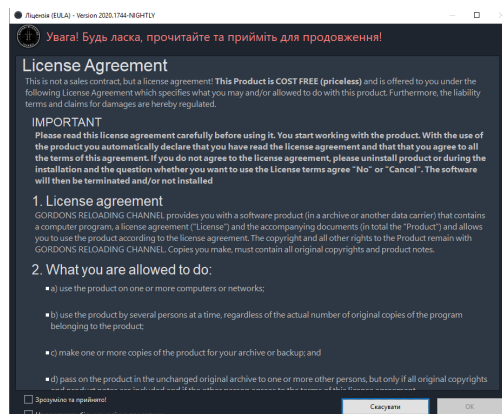 Ліцензія (EULA) - Version 2020.1744-NIGHTLY
Увага! Будь ласка, прочитайте та прийміть для продовження!
License Agreement
This is not a sales contract, but a license agreement! This Product is COST FREE (priceless) and is offered to you under the
following License Agreement which specifies what you may and/or allowed to do with this product. Furthermore, the liability
terms and claims for damages are hereby regulated.
IMPORTANT
Please read this license agreement carefully before using it. You start working with the product. With the use of
the product you automatically declare that you have read the license agreement and that that you agree to all
the terms of this agreement. If you do not agree to the license agreement, please uninstall product or during the
installation and the question whether you want to use the License terms agree "No" or "Cancel". The software
will then be terminated and/or not installed
1. License agreement
GORDONS RELOADING CHANNEL provides you with a software product (in a archive or another data carrier) that contains
a computer program, a license agreement ("License") and the accompanying documents (in total the "Product") and allows
you to use the product according to the license agreement. The copyright and all other rights to the Product remain with
GORDONS RELOADING CHANNEL. Copies you make, must contain all original copyrights and product notes.
2. What you are allowed to do:
a) use the product on one or more computers or networks;
b) use the product by several persons at a time, regardless of the actual number of original copies of the program
belonging to the product;
c) make one or more copies of the product for your archive or backup; and
d) pass on the product in the unchanged original archive to one or more other persons, but only if all original copyrights
Зрозуміло та прийнято!
Скасувати
OK